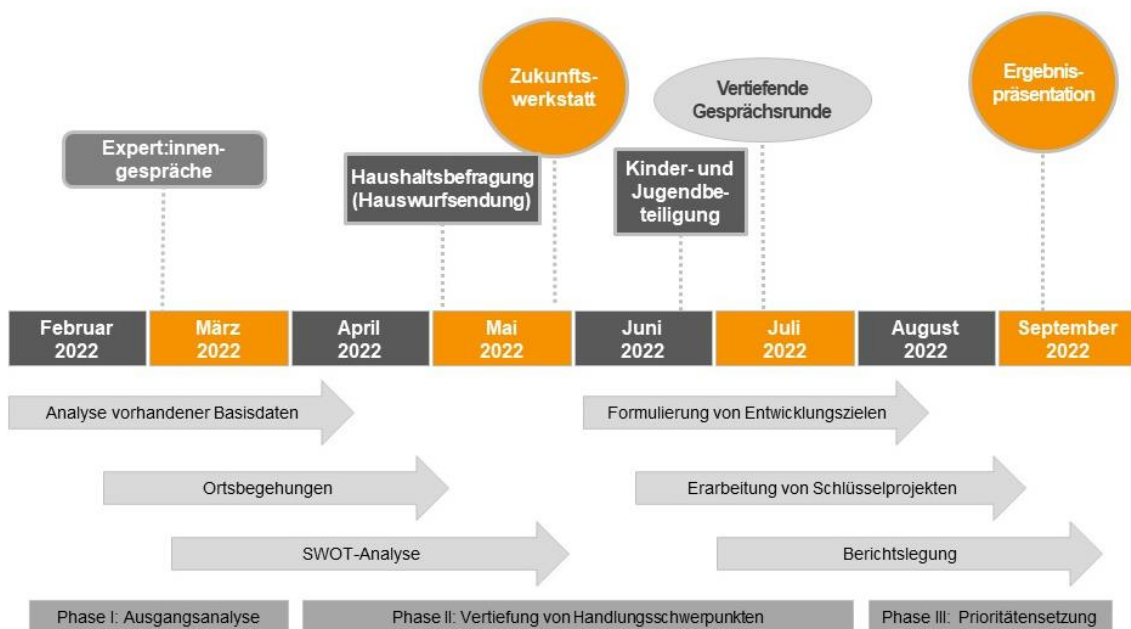 Zukunfts-
werkstatt
Vertiefende
Gesprächsrunde
Ergebnis-
präsentation
Expert:innen-
gespräche
Haushaltsbefragung
(Hauswurfsendung)
Kinder- und
Jugendbe-
teiligung
Februar
2022
März
2022
April
2022
Mai
2022
Juni
2022
Juli
2022
August
2022
September
2022
Analyse vorhandener Basisdaten
Formulierung von Entwicklungszielen
Ortsbegehungen
Erarbeitung von Schlüsselprojekten
SWOT-Analyse
Berichtslegung
Phase I: Ausgangsanalyse
Phase II: Vertiefung von Handlungsschwerpunkten
Phase III: Prioritätensetzung